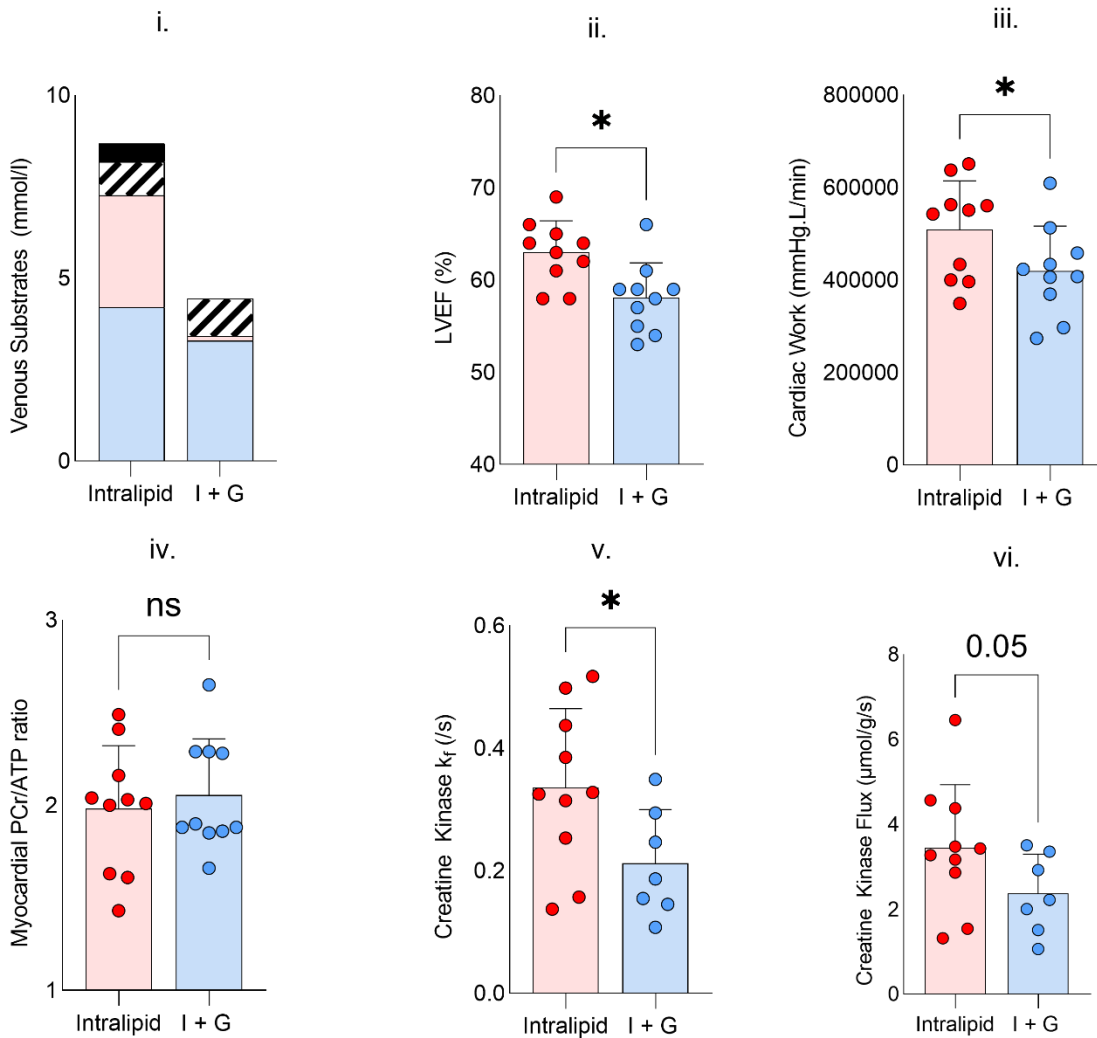 i.
Venous Substrates (mmol/l)
10
5
0
Intralipid
I + G
ii.
LVEF (%)
80
70
60
50
40
*
Intralipid
I + G
iii.
Cardiac Work (mmHg.L/min)
800000
600000
400000
200000
0
*
Intralipid
I + G
iv.
Myocardial PCr/ATP ratio
3
2
1
ns
Intralipid
I + G
v.
Creatine Kinase kf (/s)
0.6
0.4
0.2
0.0
*
Intralipid
I + G
vi.
Creatine Kinase Flux (μmol/g/s)
8
6
4
2
0
0.05
Intralipid
I + G